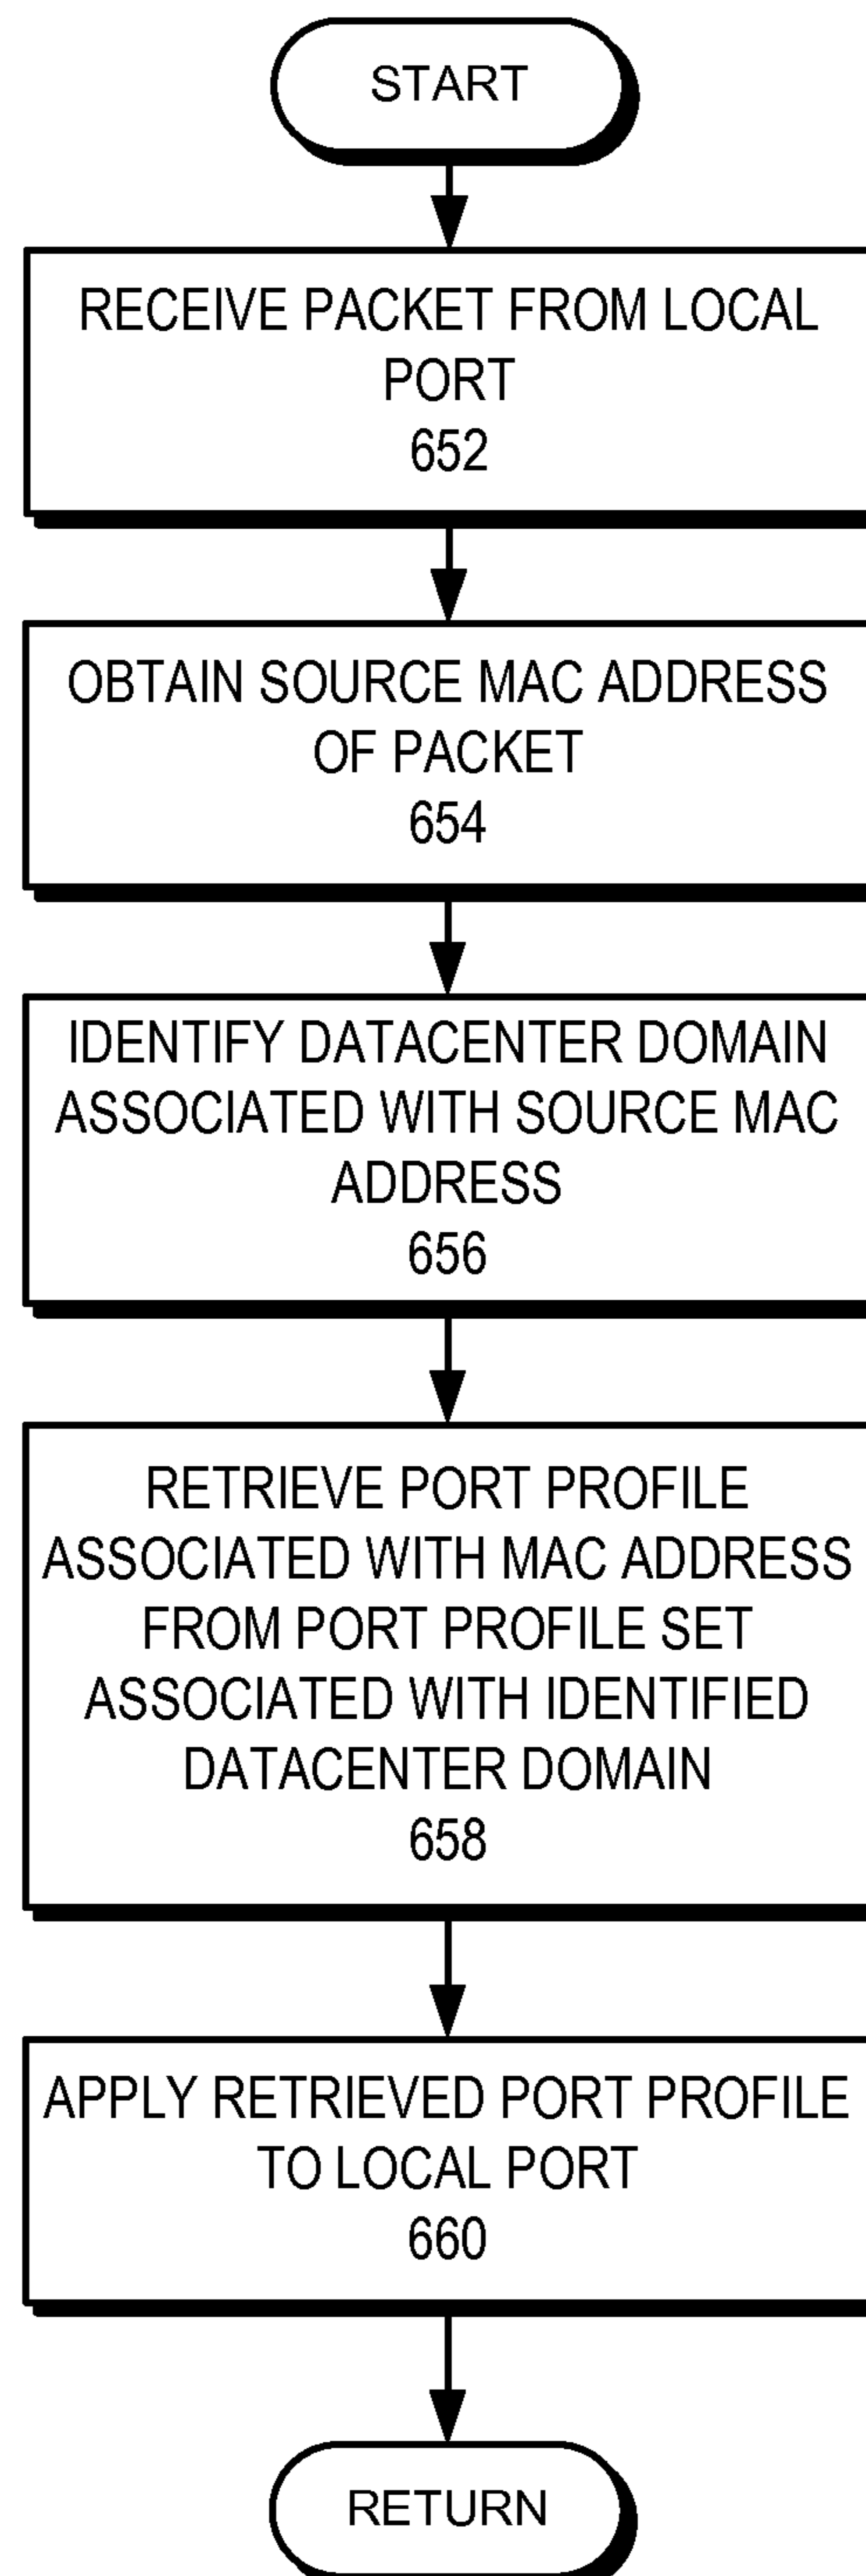 START
RECEIVE PACKET FROM LOCAL
PORT
652
OBTAIN SOURCE MAC ADDRESS
OF PACKET
654
IDENTIFY DATACENTER DOMAIN
ASSOCIATED WITH SOURCE MAC
ADDRESS
656
RETRIEVE PORT PROFILE
ASSOCIATED WITH MAC ADDRESS
FROM PORT PROFILE SET
ASSOCIATED WITH IDENTIFIED
DATACENTER DOMAIN
658
APPLY RETRIEVED PORT PROFILE
TO LOCAL PORT
660
RETURN